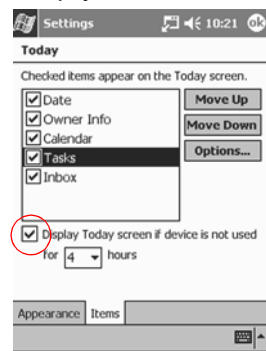 Settings 10:21 ok
Today
Checked items appear on the Today screen.
Date
Owner Info
Calendar
Tasks
Inbox
Move Up
Move Down
Options...
Display Today screen if device is not used
for 4 hours
Appearance Items